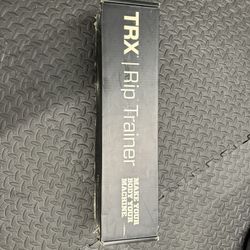 TRX | Rip Trainer
MAKE YOUR
BODY YOUR
MACHINE